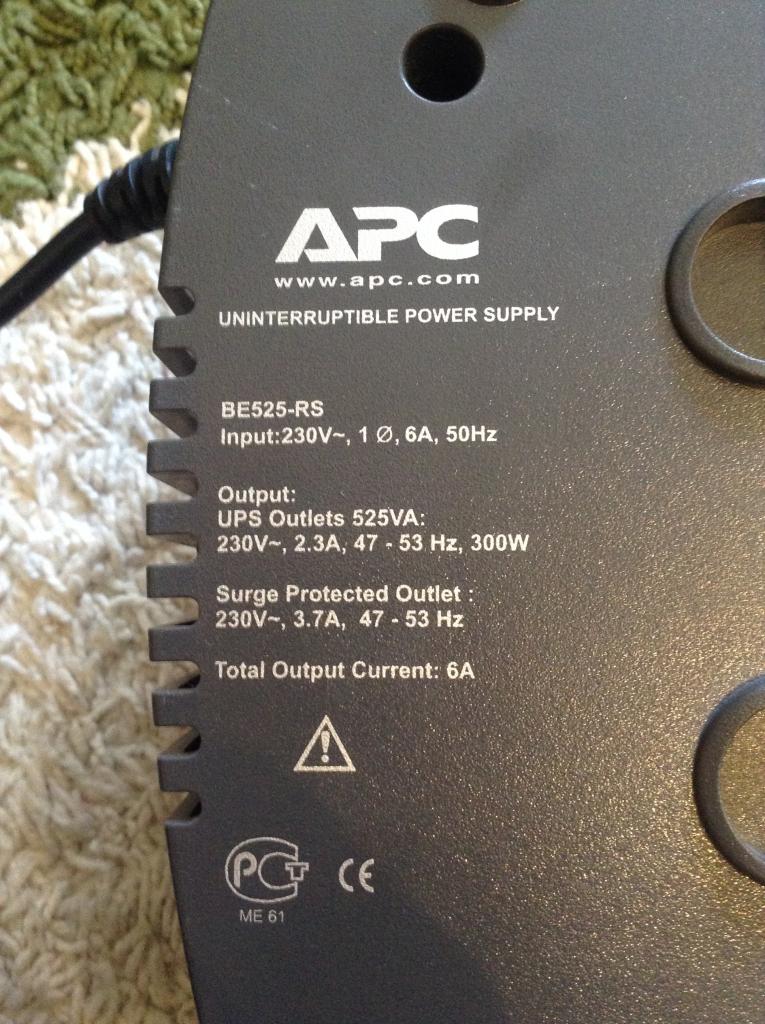 APC
www.apc.com
UNINTERRUPTIBLE POWER SUPPLY
BE525-RS
Input:230V~, 1 Ø, 6A, 50Hz
Output:
UPS Outlets 525VA:
230V~, 2.3A, 47 - 53 Hz, 300W
Surge Protected Outlet :
230V~, 3.7A, 47 - 53 Hz
Total Output Current: 6A
PCT CE
ME 61